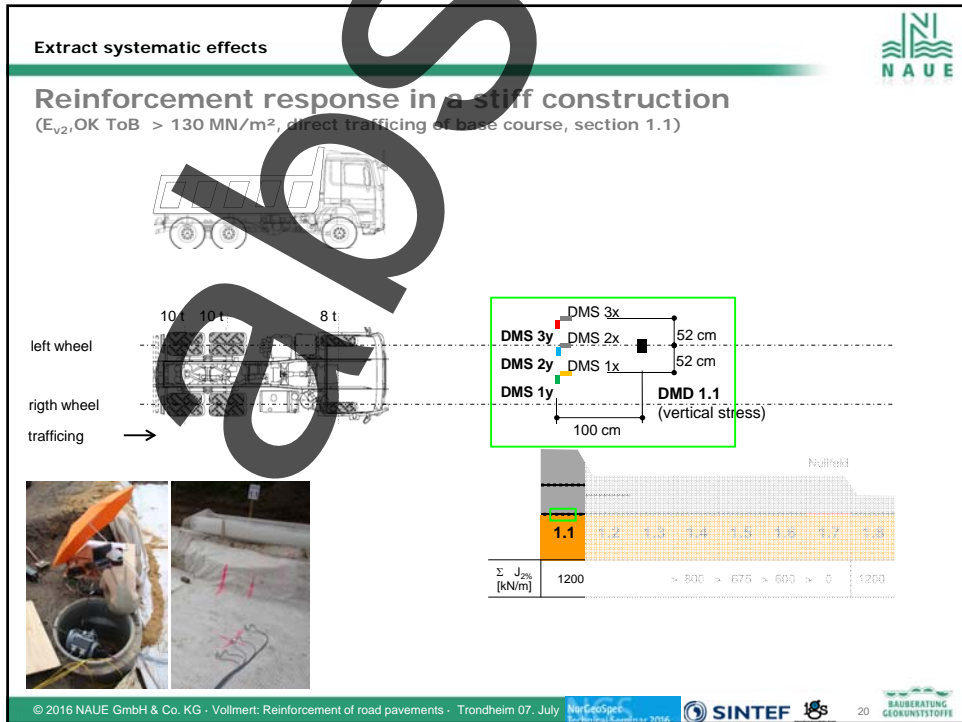 Extract systematic effects
NAUE
Reinforcement response in a stiff construction
(Ev2,OK ToB > 130 MN/m², direct trafficing of base course, section 1.1)
10 t 10 t 8 t
left wheel
rigth wheel
trafficing
DMS 3x
DMS 3y DMS 2x 52 cm
DMS 2y DMS 1x 52 cm
DMS 1y DMD 1.1
(vertical stress)
100 cm
Nullfeld
1.1 1.2 1.3 1.4 1.5 1.6 1.7 1.8
Σ J2% [kN/m] 1200 > 800 > 675 > 600 > 0 1200
abs
© 2016 NAUE GmbH & Co. KG · Vollmert: Reinforcement of road pavements · Trondheim 07. July
NorGeoSpec
Technical Seminar 2016
SINTEF
IGS
20
BAUBERATUNG
GEOKUNSTSTOFFE